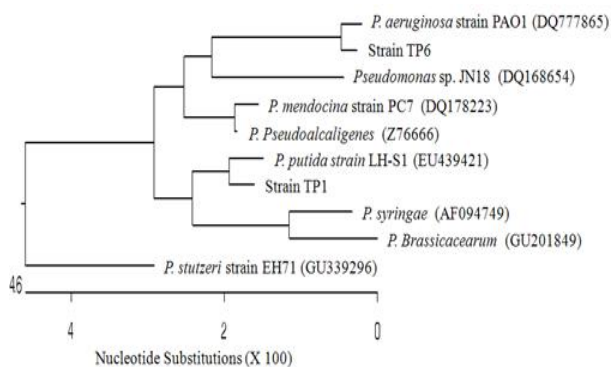 P. aeruginosa strain PAO1 (DQ777865)
Strain TP6
Pseudomonas sp. JN18 (DQ168654)
P. mendocina strain PC7 (DQ178223)
P. Pseudoalcaligenes (Z76666)
P. putida strain LH-S1 (EU439421)
Strain TP1
P. syringae (AF094749)
P. Brassicacearum (GU201849)
P. stutzeri strain EH71 (GU339296)
46
4 2 0
Nucleotide Substitutions (X 100)